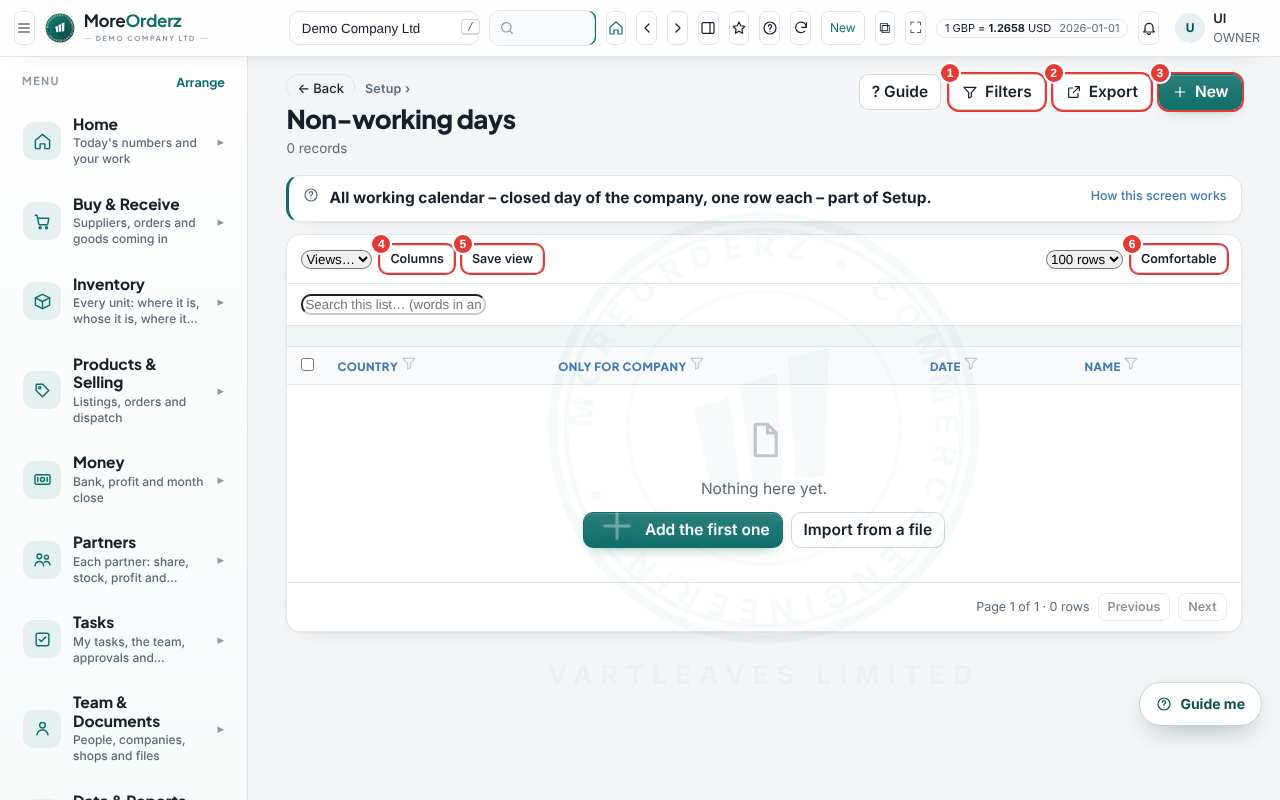 MoreOrderz
— DEMO COMPANY LTD —
Demo Company Ltd
/
New
1 GBP = 1.2658 USD 2026-01-01
U
UI
OWNER
MENU
Arrange
Home
Today's numbers and
your work
Buy & Receive
Suppliers, orders and
goods coming in
Inventory
Every unit: where it is,
whose it is, where it...
Products &
Selling
Listings, orders and
dispatch
Money
Bank, profit and month
close
Partners
Each partner: share,
stock, profit and...
Tasks
My tasks, the team,
approvals and...
Team &
Documents
People, companies,
shops and files
← Back
Setup ›
? Guide
1
Filters
2
Export
3
+ New
Non-working days
0 records
All working calendar – closed day of the company, one row each – part of Setup.
How this screen works
Views...
4
Columns
5
Save view
100 rows
6
Comfortable
Search this list... (words in an
COUNTRY
ONLY FOR COMPANY
DATE
NAME
Nothing here yet.
Add the first one
Import from a file
Page 1 of 1 · 0 rows
Previous
Next
MOREORDERZ • COMMERCE ENGINEERING •
VARTLEAVES LIMITED
Guide me